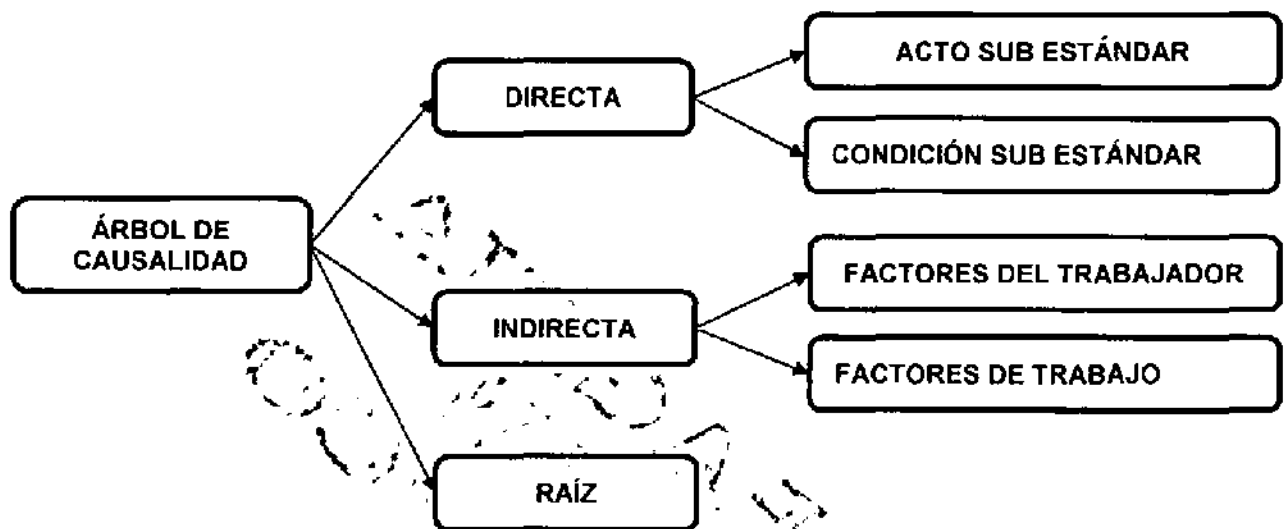 ÁRBOL DE
CAUSALIDAD
DIRECTA
ACTO SUB ESTÁNDAR
CONDICIÓN SUB ESTÁNDAR
INDIRECTA
FACTORES DEL TRABAJADOR
FACTORES DE TRABAJO
RAÍZ